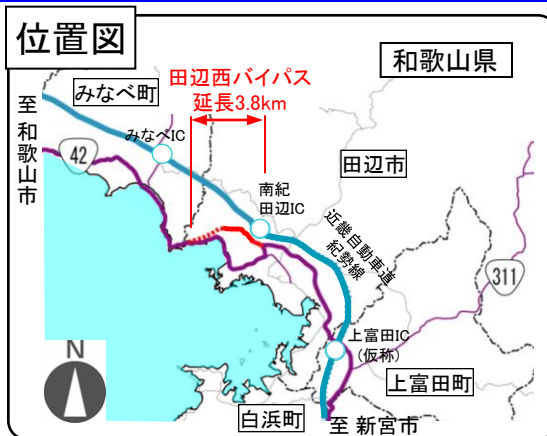 位置図
和歌山県
田辺西バイパス
延長3.8km
みなべ町
至
和
歌
山
市
みなべIC
42
田辺市
南紀
田辺IC
近畿自動車道
紀勢線
311
上富田IC
(仮称)
N
上富田町
白浜町
至 新宮市